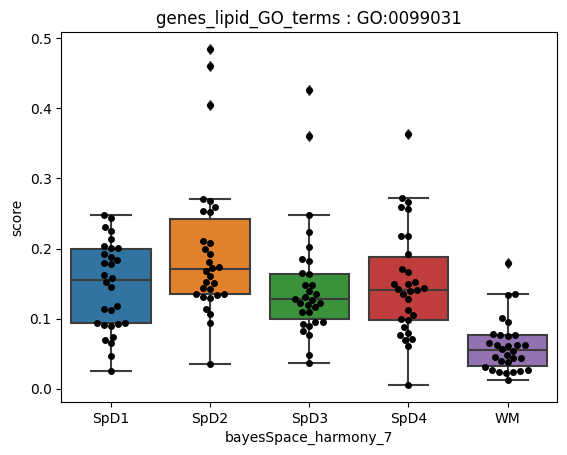 genes_lipid_GO_terms : GO:0099031
0.5
0.4
0.3
0.2
0.1
0.0
score
SpD1 SpD2 SpD3 SpD4 WM
bayesSpace_harmony_7